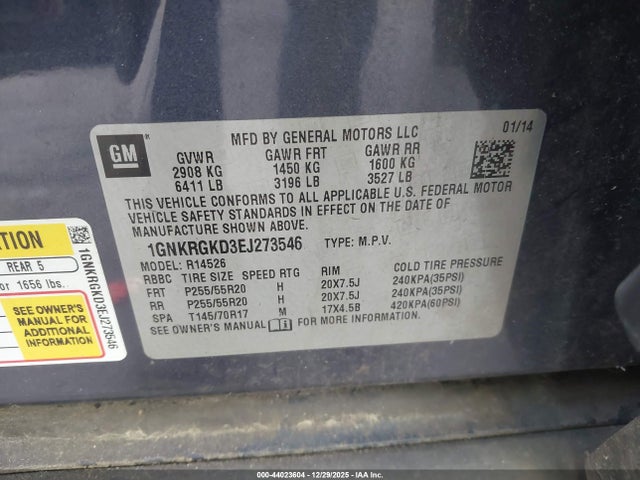 MFD BY GENERAL MOTORS LLC 01/14
GM
GVWR GAWR FRT GAWR RR
2908 KG 1450 KG 1600 KG
6411 LB 3196 LB 3527 LB
THIS VEHICLE CONFORMS TO ALL APPLICABLE U.S. FEDERAL MOTOR
VEHICLE SAFETY STANDARDS IN EFFECT ON THE DATE OF
MANUFACTURE SHOWN ABOVE.
1GNKRGKD3EJ273546 TYPE: M.P.V.
MODEL: R14526
RBBC TIRE SIZE SPEED RTG RIM COLD TIRE PRESSURE
FRT P255/55R20 H 20X7.5J 240KPA(35PSI)
RR P255/55R20 H 20X7.5J 240KPA(35PSI)
SPA T145/70R17 M 17X4.5B 420KPA(60PSI)
SEE OWNER'S MANUAL FOR MORE INFORMATION.
REAR 5
1656 lbs.
SEE OWNER'S
MANUAL FOR
ADDITIONAL
INFORMATION
1GNKRGKD3EJ273546
000-44023604 | 12/29/2025 - IAA